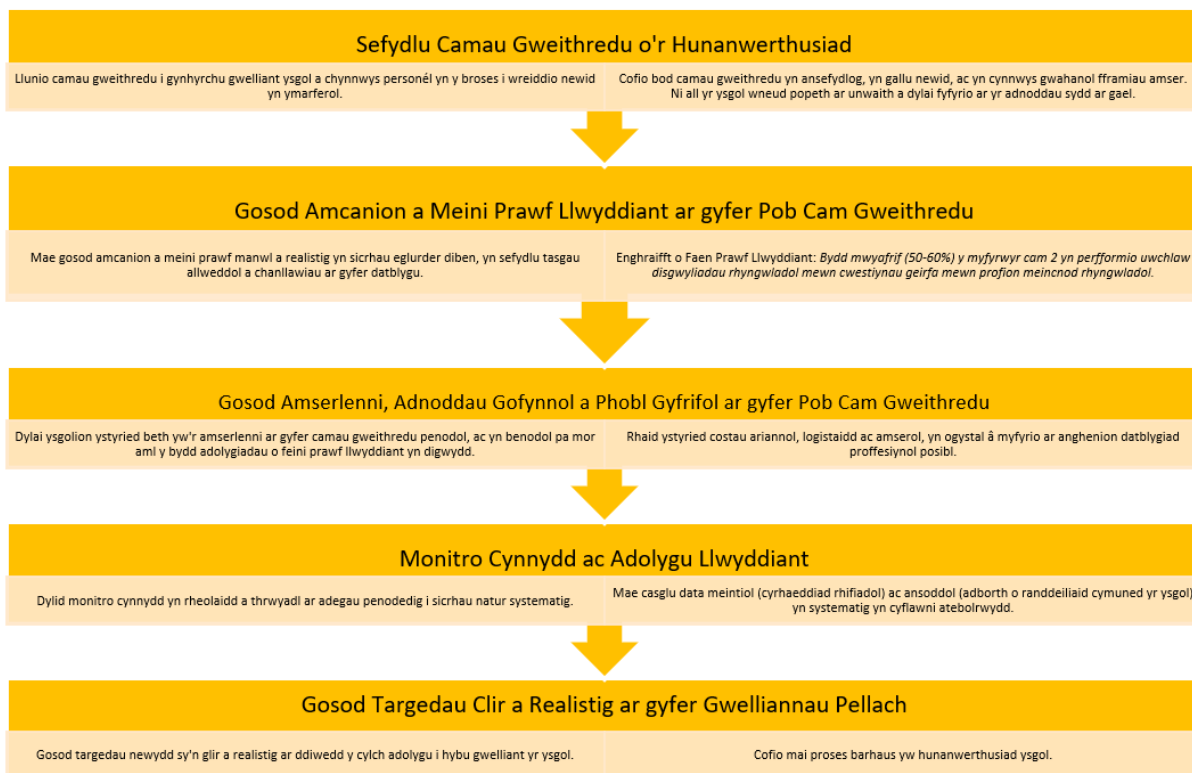 Sefydlu Camau Gweithredu o'r Hunanwerthusiad
Llunio camau gweithredu i gynhyrchu gwelliant ysgol a chynnwys personél yn y broses i wreiddio newid
yn ymarferol.
Cofio bod camau gweithredu yn ansefydlog, yn gallu newid, ac yn cynnwys gwahanol fframiau amser.
Ni all yr ysgol wneud popeth ar unwaith a dylai fyfyrio ar yr adnoddau sydd ar gael.
Gosod Amcanion a Meini Prawf Llwyddiant ar gyfer Pob Cam Gweithredu
Mae gosod amcanion a meini prawf manwl a realistig yn sicrhau eglurder diben, yn sefydlu tasgau
allweddol a chanllawiau ar gyfer datblygu.
Enghraifft o Faen Prawf Llwyddiant: Bydd mwyafrif (50-60%) y myfyrwyr cam 2 yn perfformio uwchlaw
disgwyliadau rhyngwladol mewn cwestiynau geirfa mewn profion meincnod rhyngwladol.
Gosod Amserlenni, Adnoddau Gofynnol a Phobl Gyfrifol ar gyfer Pob Cam Gweithredu
Dylai ysgolion ystyried beth yw'r amserlenni ar gyfer camau gweithredu penodol, ac yn benodol pa mor
aml y bydd adolygiadau o feini prawf llwyddiant yn digwydd.
Rhaid ystyried costau ariannol, logistaidd ac amserol, yn ogystal â myfyrio ar anghenion datblygiad
proffesiynol posibl.
Monitro Cynnydd ac Adolygu Llwyddiant
Dylid monitro cynnydd yn rheolaidd a thrwyadl ar adegau penodedig i sicrhau natur systematig.
Mae casglu data meintiol (cyrhaeddiad rhifiadol) ac ansoddol (adborth o randdeiliaid cymuned yr ysgol)
yn systematig yn cyflawni atebolrwydd.
Gosod Targedau Clir a Realistig ar gyfer Gwelliannau Pellach
Gosod targedau newydd sy'n glir a realistig ar ddiwedd y cylch adolygu i hybu gwelliant yr ysgol.
Cofio mai proses barhaus yw hunanwerthusiad ysgol.